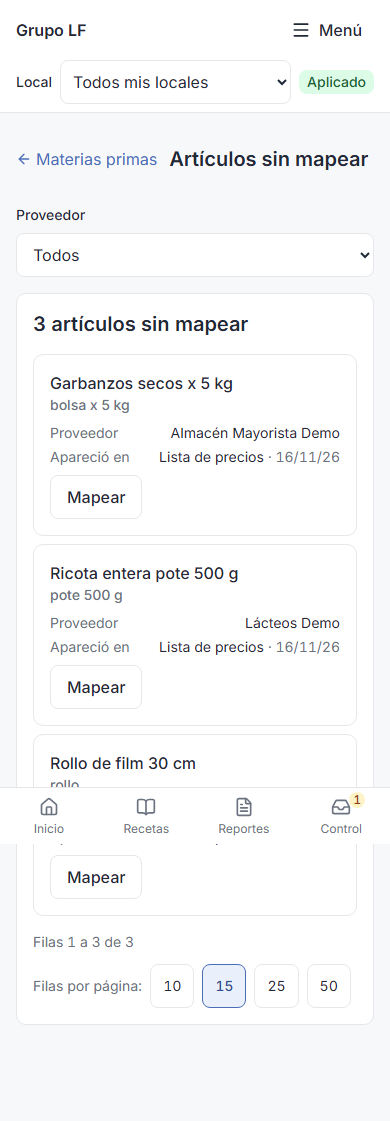 Grupo LF
Menú
Local
Todos mis locales
Aplicado
← Materias primas
Artículos sin mapear
Proveedor
Todos
3 artículos sin mapear
Garbanzos secos x 5 kg
bolsa x 5 kg
Proveedor Almacén Mayorista Demo
Apareció en Lista de precios · 16/11/26
Mapear
Ricota entera pote 500 g
pote 500 g
Proveedor Lácteos Demo
Apareció en Lista de precios · 16/11/26
Mapear
Rollo de film 30 cm
rollo
Inicio
Recetas
Reportes
Control
1
Mapear
Filas 1 a 3 de 3
Filas por página: 10 15 25 50